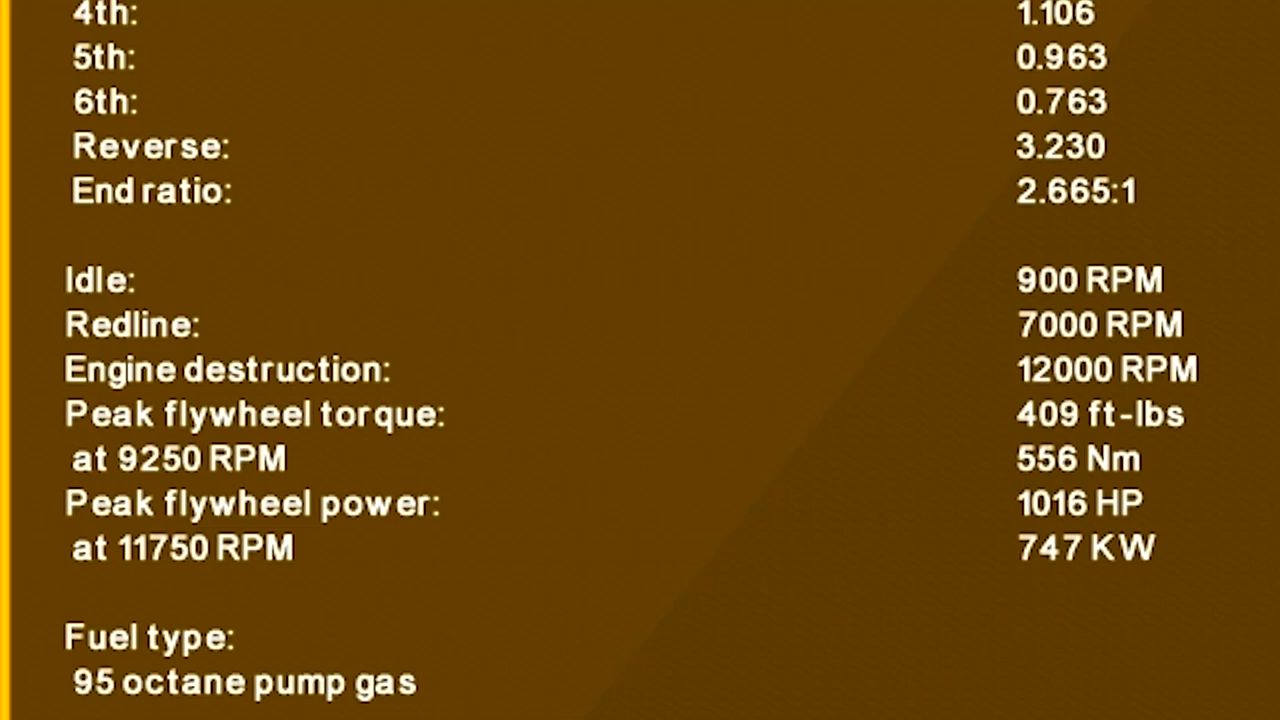 4th: 1.106
5th: 0.963
6th: 0.763
Reverse: 3.230
End ratio: 2.665:1
Idle: 900 RPM
Redline: 7000 RPM
Engine destruction: 12000 RPM
Peak flywheel torque: 409 ft-lbs
at 9250 RPM 556 Nm
Peak flywheel power: 1016 HP
at 11750 RPM 747 KW
Fuel type:
95 octane pump gas